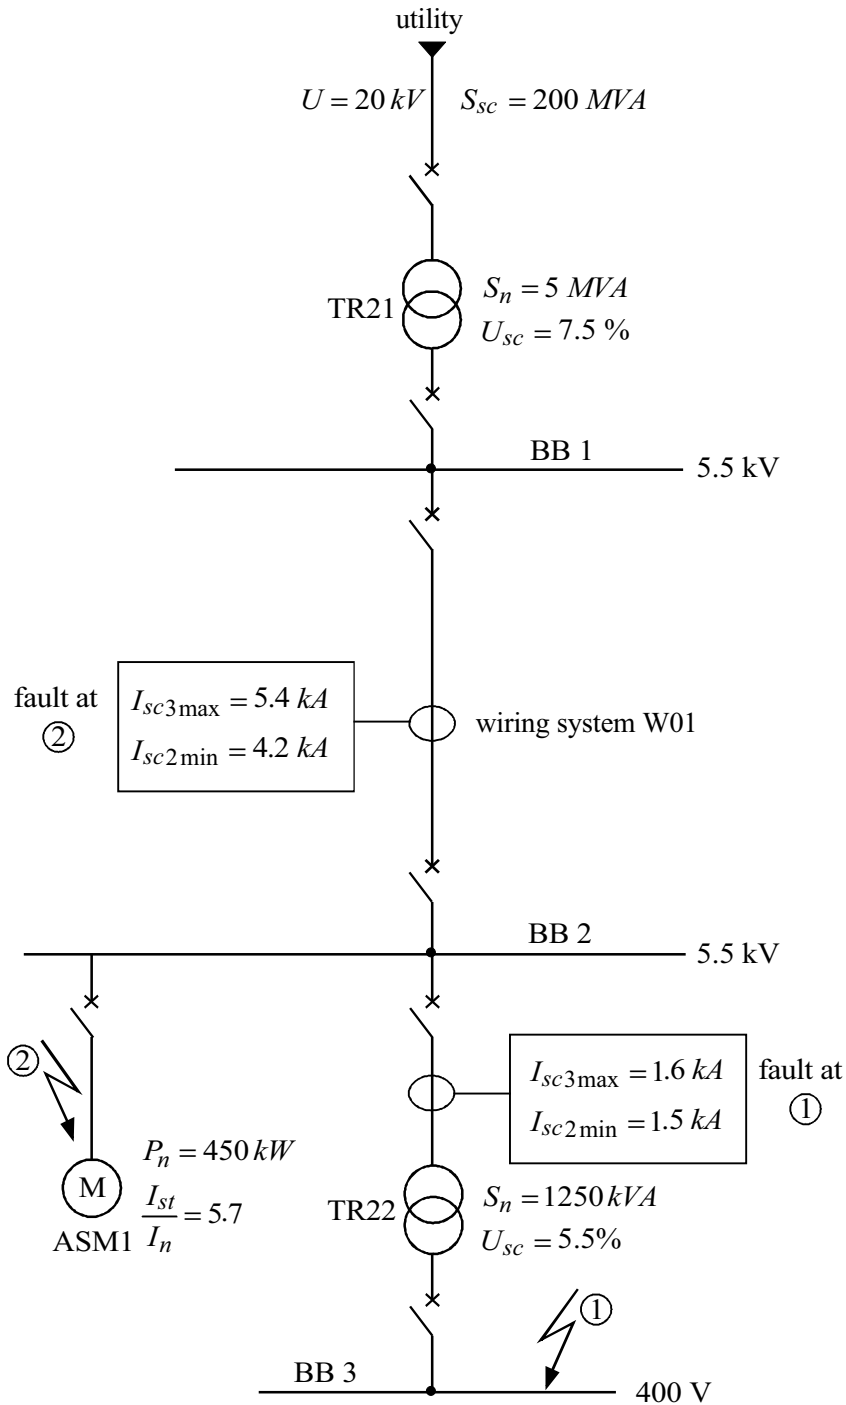 utility
U = 20 kV
S_sc = 200 MVA
TR21
S_n = 5 MVA
U_sc = 7.5 %
BB 1
5.5 kV
fault at
②
I_sc3max = 5.4 kA
I_sc2min = 4.2 kA
wiring system W01
BB 2
5.5 kV
②
I_sc3max = 1.6 kA
I_sc2min = 1.5 kA
fault at
①
M
ASM1
P_n = 450 kW
I_st / I_n = 5.7
TR22
S_n = 1250 kVA
U_sc = 5.5%
①
BB 3
400 V